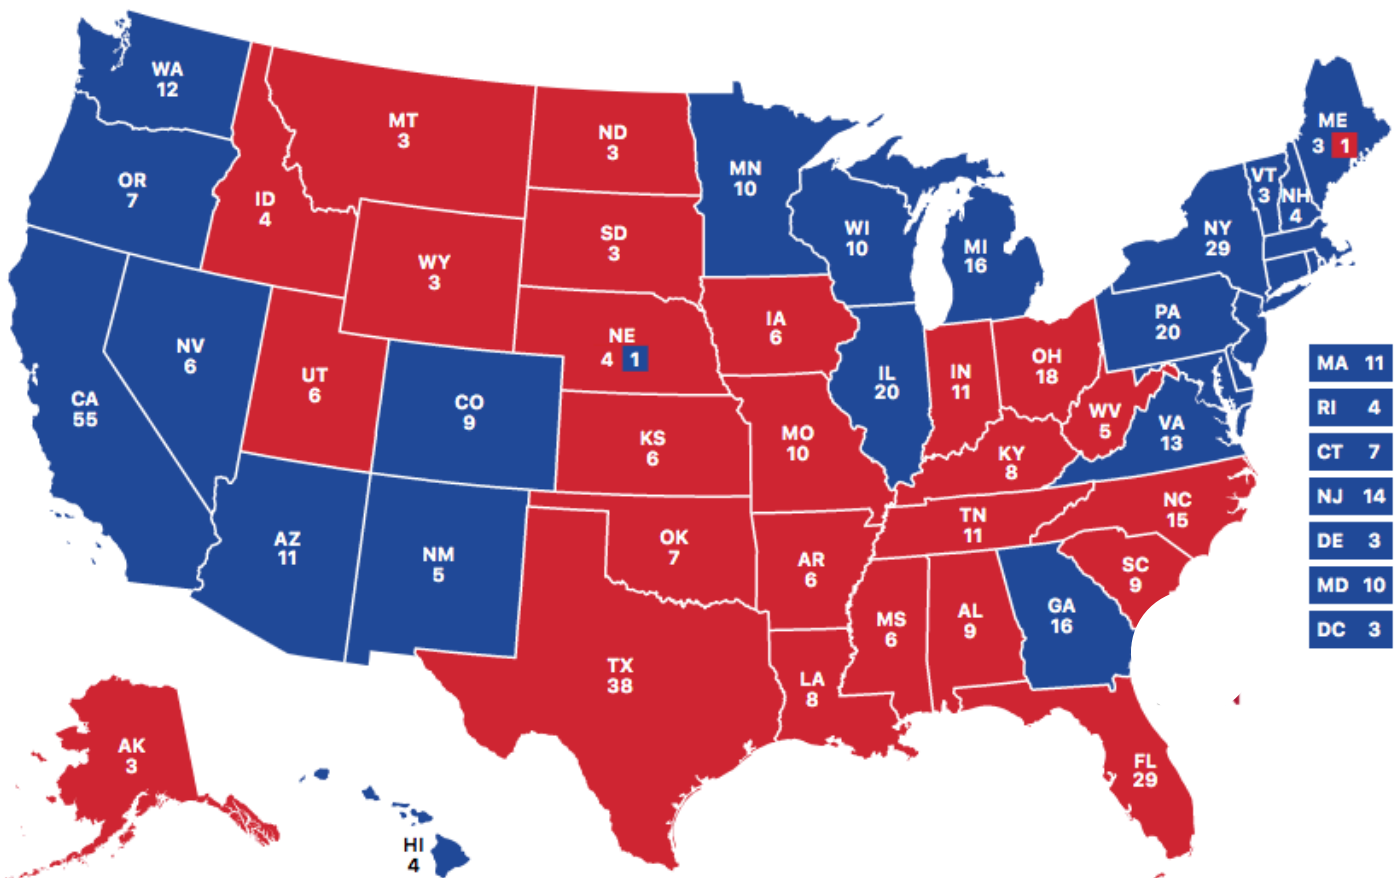 WA
12
OR
7
CA
55
NV
6
ID
4
MT
3
WY
3
UT
6
AZ
11
CO
9
NM
5
ND
3
SD
3
NE
4 1
KS
6
OK
7
TX
38
MN
10
IA
6
MO
10
AR
6
LA
8
WI
10
IL
20
MS
6
MI
16
IN
11
OH
18
KY
8
TN
11
AL
9
GA
16
FL
29
SC
9
NC
15
WV
5
VA
13
PA
20
NY
29
VT
3
NH
4
ME
3 1
MA 11
RI 4
CT 7
NJ 14
DE 3
MD 10
DC 3
AK
3
HI
4